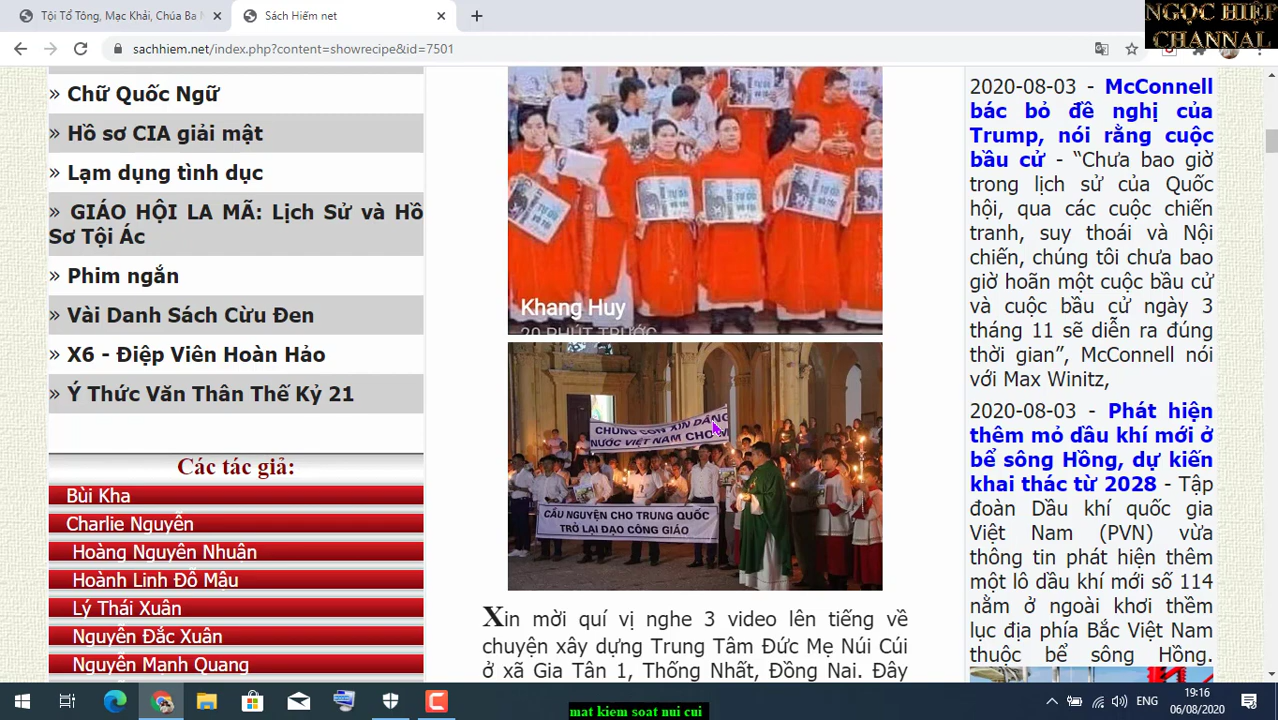 Tội Tổ Tông, Mạc Khải, Chúa Ba
Sách Hiếm net
NGỌC HIỆP
CHANNAL
sachhiem.net/index.php?content=showrecipe&id=7501
» Chữ Quốc Ngữ
» Hồ sơ CIA giải mật
» Lạm dụng tình dục
» GIÁO HỘI LA MÃ: Lịch Sử và Hồ
Sơ Tội Ác
» Phim ngắn
» Vài Danh Sách Cừu Đen
» X6 - Điệp Viên Hoàn Hảo
» Ý Thức Văn Thân Thế Kỷ 21
Các tác giả:
Bùi Kha
Charlie Nguyễn
Hoàng Nguyên Nhuận
Hoành Linh Đỗ Mậu
Lý Thái Xuân
Nguyễn Đắc Xuân
Nguyễn Mạnh Quang
Khang Huy
20 PHÚT TRƯỚC
CHÚNG CON XIN DÂNG
NƯỚC VIỆT NAM CHO M
CẦU NGUYỆN CHO TRUNG QUỐC
TRỞ LẠI ĐẠO CÔNG GIÁO
Xin mời quí vị nghe 3 video lên tiếng về
chuyện xây dựng Trung Tâm Đức Mẹ Núi Cúi
ở xã Gia Tân 1, Thống Nhất, Đồng Nai. Đây
2020-08-03 - McConnell
bác bỏ đề nghị của
Trump, nói rằng cuộc
bầu cử - “Chưa bao giờ
trong lịch sử của Quốc
hội, qua các cuộc chiến
tranh, suy thoái và Nội
chiến, chúng tôi chưa bao
giờ hoãn một cuộc bầu cử
và cuộc bầu cử ngày 3
tháng 11 sẽ diễn ra đúng
thời gian”, McConnell nói
với Max Winitz,
2020-08-03 - Phát hiện
thêm mỏ dầu khí mới ở
bể sông Hồng, dự kiến
khai thác từ 2028 - Tập
đoàn Dầu khí quốc gia
Việt Nam (PVN) vừa
thông tin phát hiện thêm
một lô dầu khí mới số 114
nằm ở ngoài khơi thềm
lục địa phía Bắc Việt Nam
thuộc bể sông Hồng.
ENG
19:16
06/08/2020
mat kiem soat nui cui